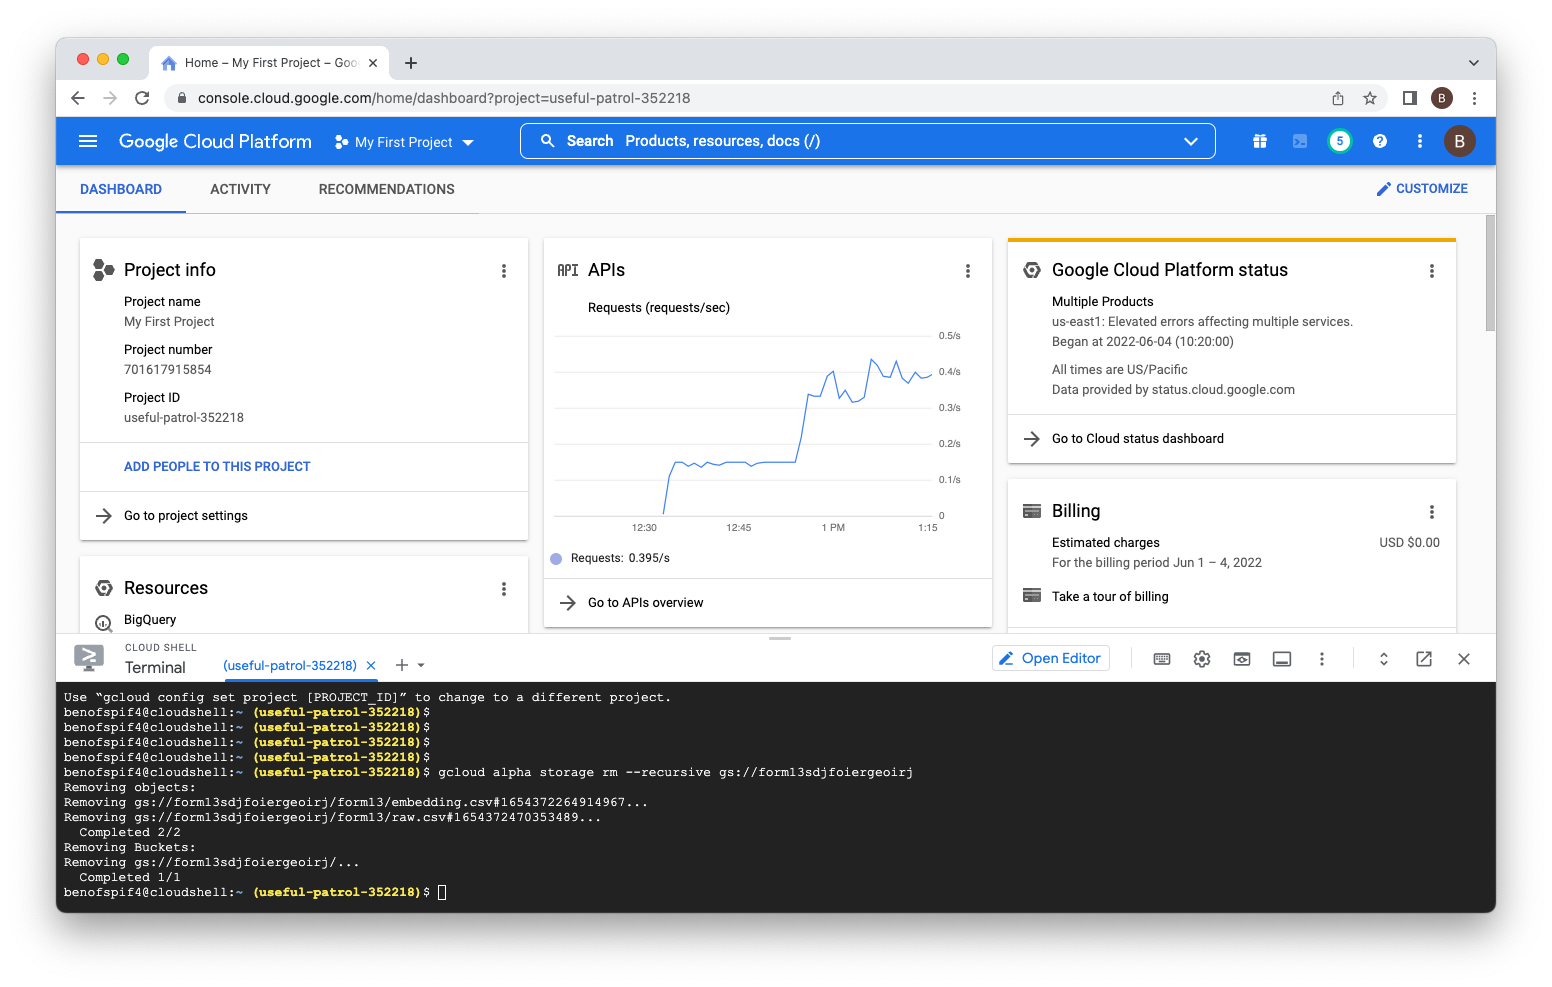 Home – My First Project – Goo
console.cloud.google.com/home/dashboard?project=useful-patrol-352218
B
Google Cloud Platform
My First Project
Search Products, resources, docs (/)
5
B
DASHBOARD
ACTIVITY
RECOMMENDATIONS
CUSTOMIZE
Project info
Project name
My First Project
Project number
701617915854
Project ID
useful-patrol-352218
ADD PEOPLE TO THIS PROJECT
Go to project settings
Resources
BigQuery
API APIs
Requests (requests/sec)
0.5/s
0.4/s
0.3/s
0.2/s
0.1/s
0
12:30 12:45 1 PM 1:15
Requests: 0.395/s
Go to APIs overview
Google Cloud Platform status
Multiple Products
us-east1: Elevated errors affecting multiple services.
Began at 2022-06-04 (10:20:00)
All times are US/Pacific
Data provided by status.cloud.google.com
Go to Cloud status dashboard
Billing
Estimated charges USD $0.00
For the billing period Jun 1 – 4, 2022
Take a tour of billing
CLOUD SHELL
Terminal
(useful-patrol-352218)
Open Editor
Use “gcloud config set project [PROJECT_ID]” to change to a different project.
benofspif4@cloudshell:~ (useful-patrol-352218)$
benofspif4@cloudshell:~ (useful-patrol-352218)$
benofspif4@cloudshell:~ (useful-patrol-352218)$
benofspif4@cloudshell:~ (useful-patrol-352218)$
benofspif4@cloudshell:~ (useful-patrol-352218)$ gcloud alpha storage rm --recursive gs://form13sdjfoiergeoirj
Removing objects:
Removing gs://form13sdjfoiergeoirj/form13/embedding.csv#1654372264914967...
Removing gs://form13sdjfoiergeoirj/form13/raw.csv#1654372470353489...
Completed 2/2
Removing Buckets:
Removing gs://form13sdjfoiergeoirj/...
Completed 1/1
benofspif4@cloudshell:~ (useful-patrol-352218)$